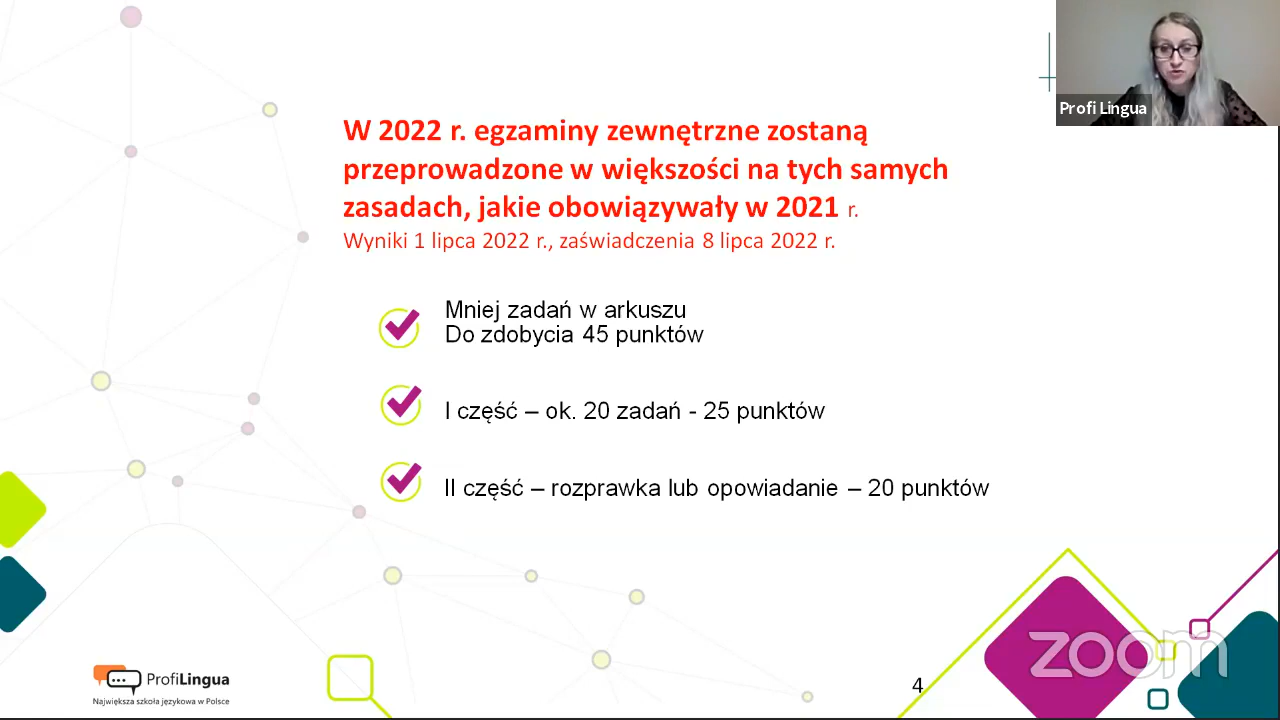 Profi Lingua
W 2022 r. egzaminy zewnętrzne zostaną
przeprowadzone w większości na tych samych
zasadach, jakie obowiązywały w 2021 r.
Wyniki 1 lipca 2022 r., zaświadczenia 8 lipca 2022 r.
Mniej zadań w arkuszu
Do zdobycia 45 punktów
I część – ok. 20 zadań - 25 punktów
II część – rozprawka lub opowiadanie – 20 punktów
zoom
ProfiLingua
Największa szkoła językowa w Polsce
4